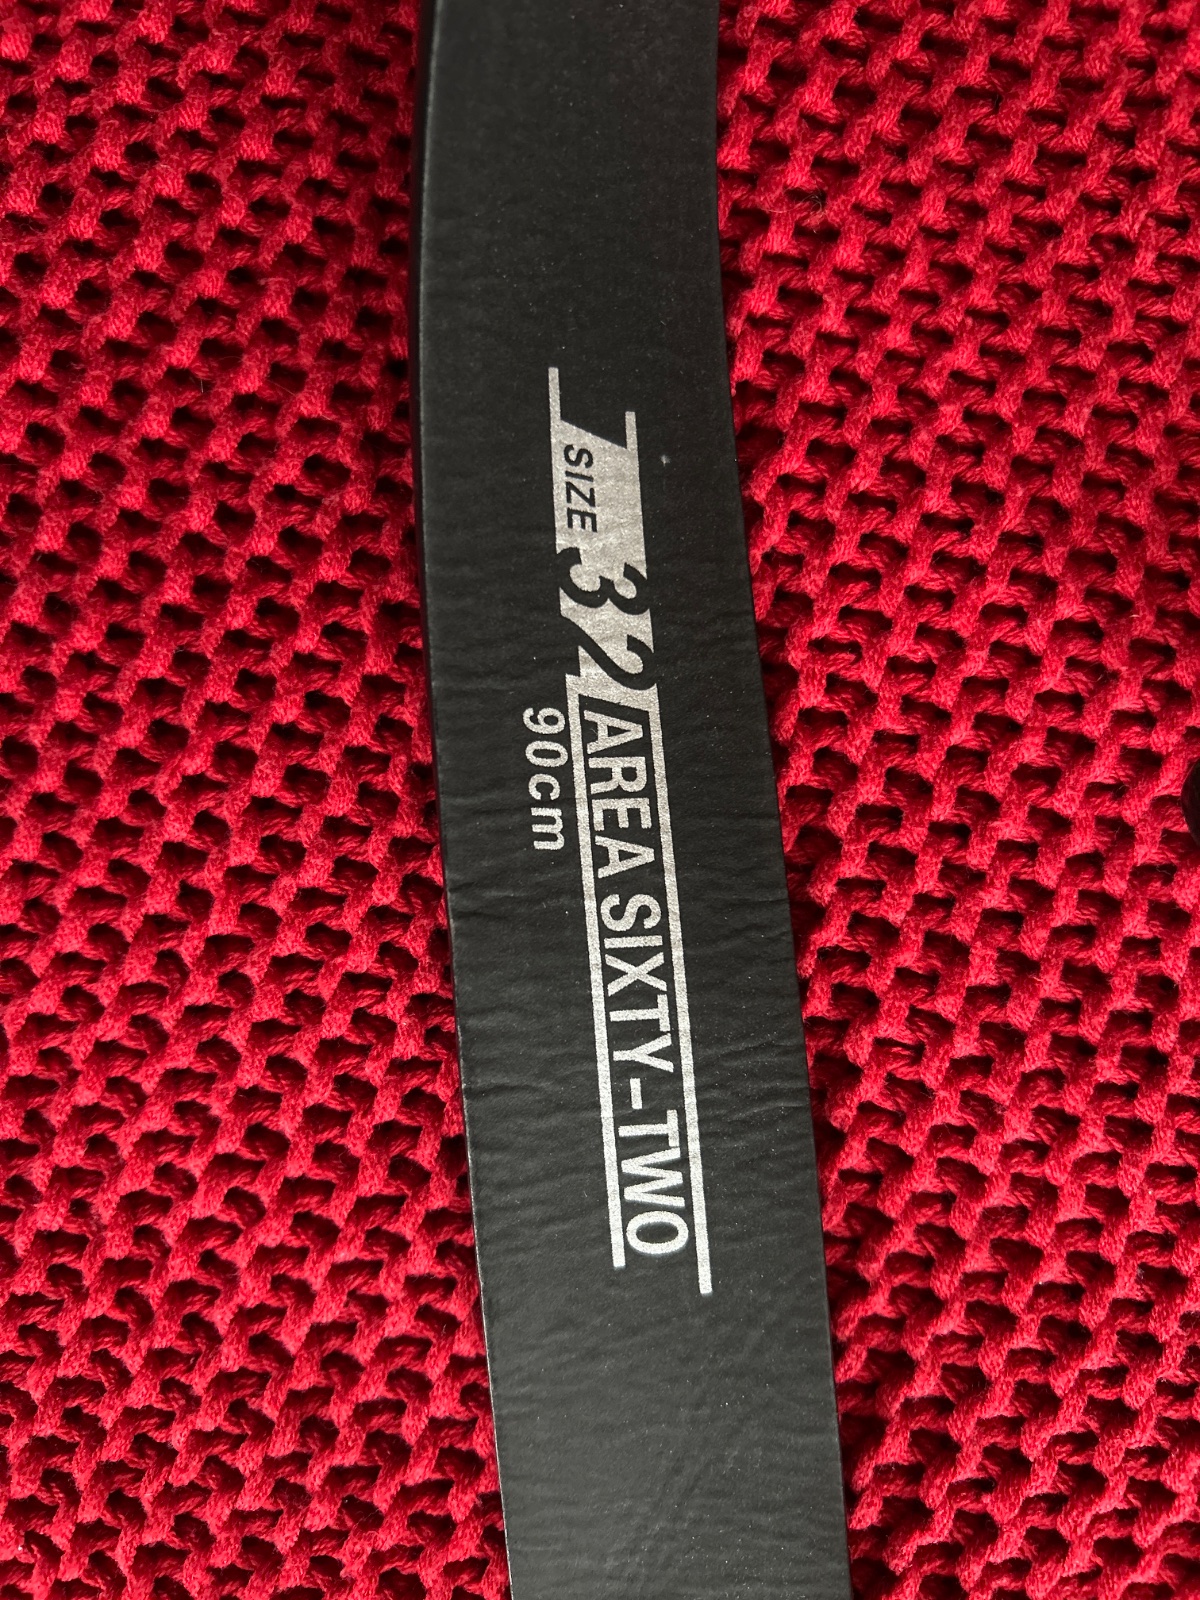 SIZE 32 AREA SIXTY-TWO
90cm